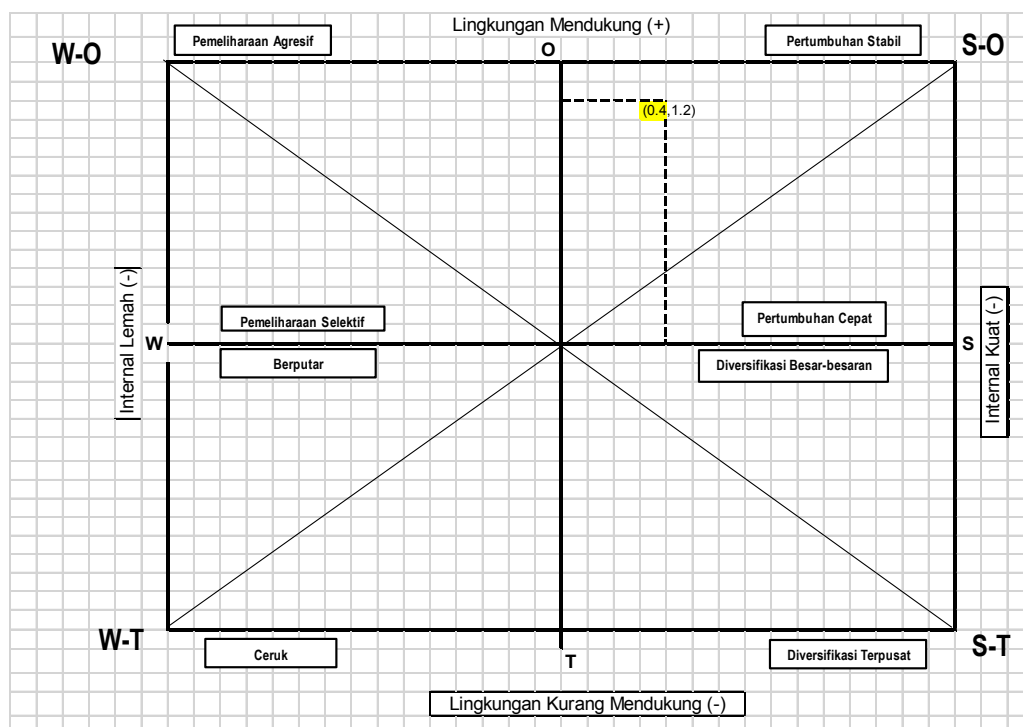 Lingkungan Mendukung (+)
Pemeliharaan Agresif
Pertumbuhan Stabil
W-O
O
S-O
(0.4,1.2)
Internal Lemah (-)
Pemeliharaan Selektif
Pertumbuhan Cepat
Internal Kuat (-)
W
S
Berputar
Diversifikasi Besar-besaran
W-T
Ceruk
T
Diversifikasi Terpusat
S-T
Lingkungan Kurang Mendukung (-)